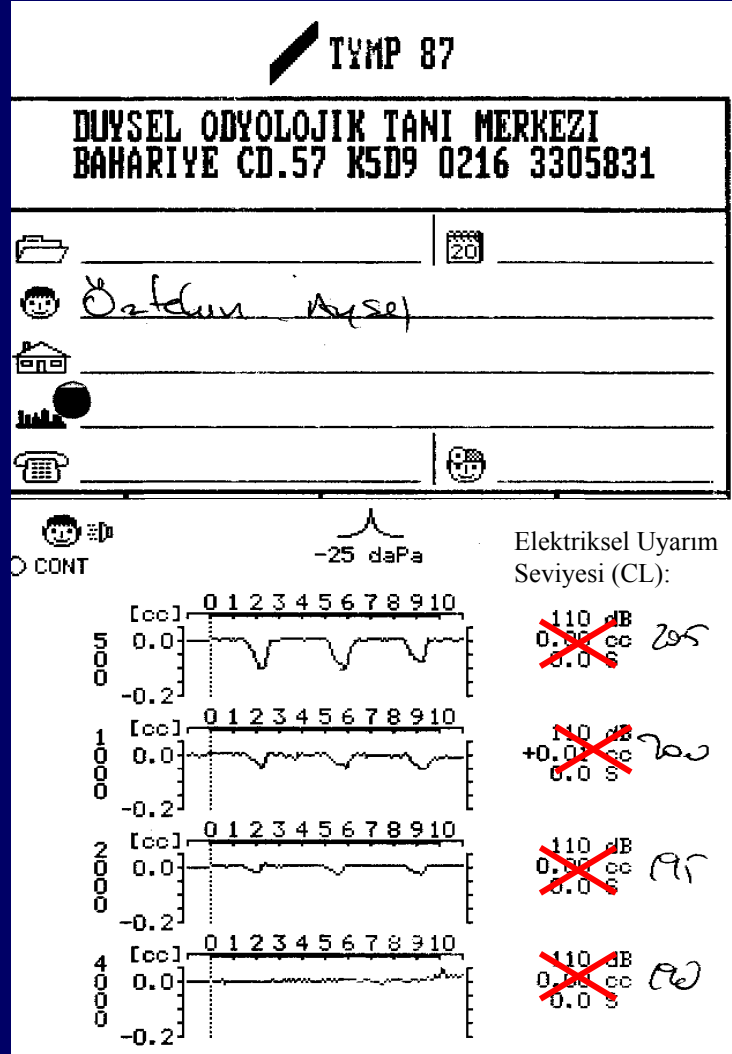 TYMP 87
DUYSEL ODYOLOJIK TANI MERKEZI
BAHARIYE CD.57 K5D9 0216 3305831
20
Aysel
-25 daPa
CONT
Elektriksel Uyarım
Seviyesi (CL):
[cc] 0 1 2 3 4 5 6 7 8 9 10
500 0.0 110 dB 0.00 cc 0.0 S 205
-0.2
[cc] 0 1 2 3 4 5 6 7 8 9 10
1000 0.0 110 dB +0.01 cc 0.0 S 200
-0.2
[cc] 0 1 2 3 4 5 6 7 8 9 10
2000 0.0 110 dB 0.00 cc 0.0 S 195
-0.2
[cc] 0 1 2 3 4 5 6 7 8 9 10
4000 0.0 110 dB 0.00 cc 0.0 S 190
-0.2